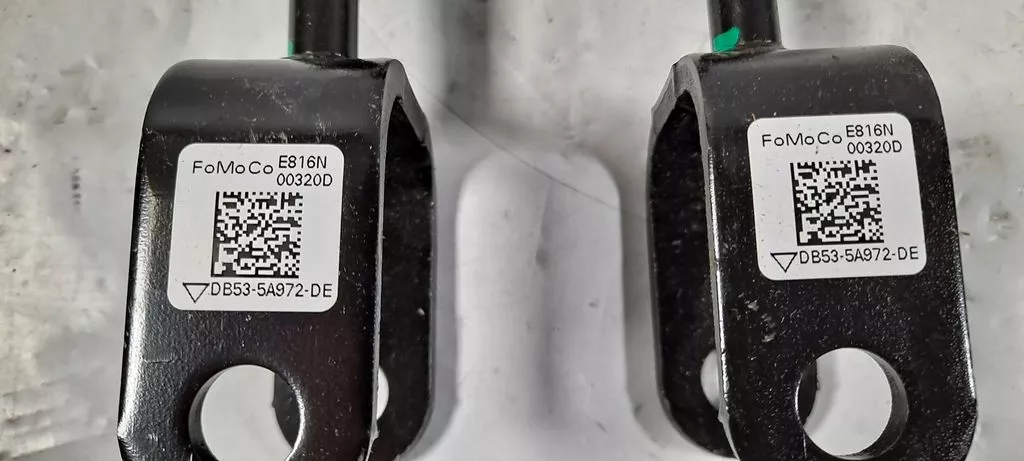 FoMoCo E816N
00320D
DB53-5A972-DE
FoMoCo E816N
00320D
DB53-5A972-DE